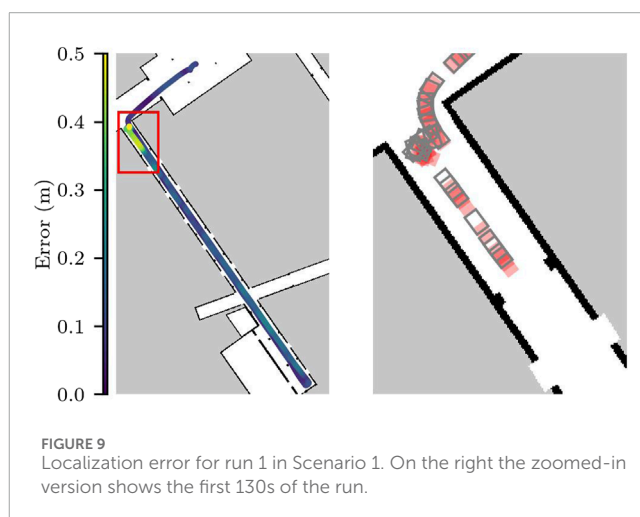 0.5
0.4
0.3
0.2
0.1
0.0
Error (m)
FIGURE 9
Localization error for run 1 in Scenario 1. On the right the zoomed-in
version shows the first 130s of the run.